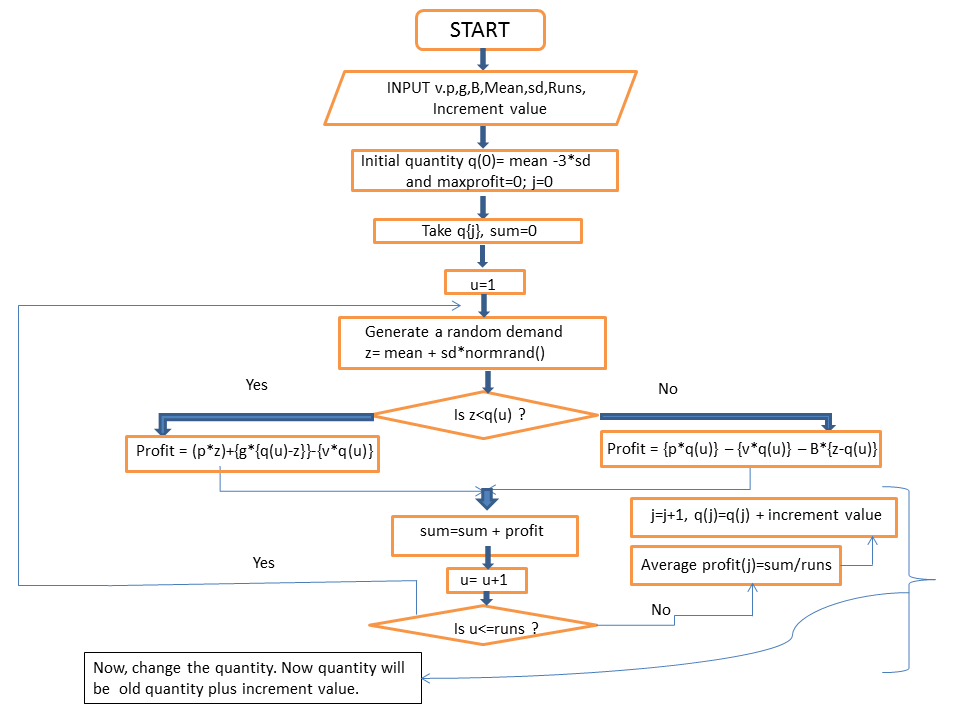 START
INPUT v.p,g,B,Mean,sd,Runs,
Increment value
Initial quantity q(0)= mean -3*sd
and maxprofit=0; j=0
Take q{j}, sum=0
u=1
Generate a random demand
z= mean + sd*normrand()
Yes
No
Is z<q(u) ?
Profit = (p*z)+{g*{q(u)-z}}-{v*q(u)}
Profit = {p*q(u)} – {v*q(u)} – B*{z-q(u)}
j=j+1, q(j)=q(j) + increment value
sum=sum + profit
Average profit(j)=sum/runs
Yes
u= u+1
No
Is u<=runs ?
Now, change the quantity. Now quantity will
be old quantity plus increment value.